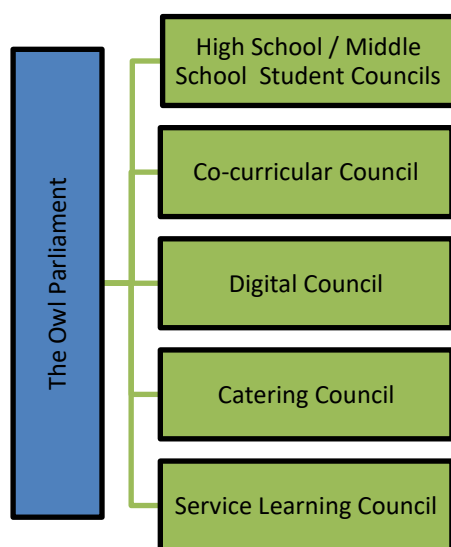 The Owl Parliament
High School / Middle
School Student Councils
Co-curricular Council
Digital Council
Catering Council
Service Learning Council